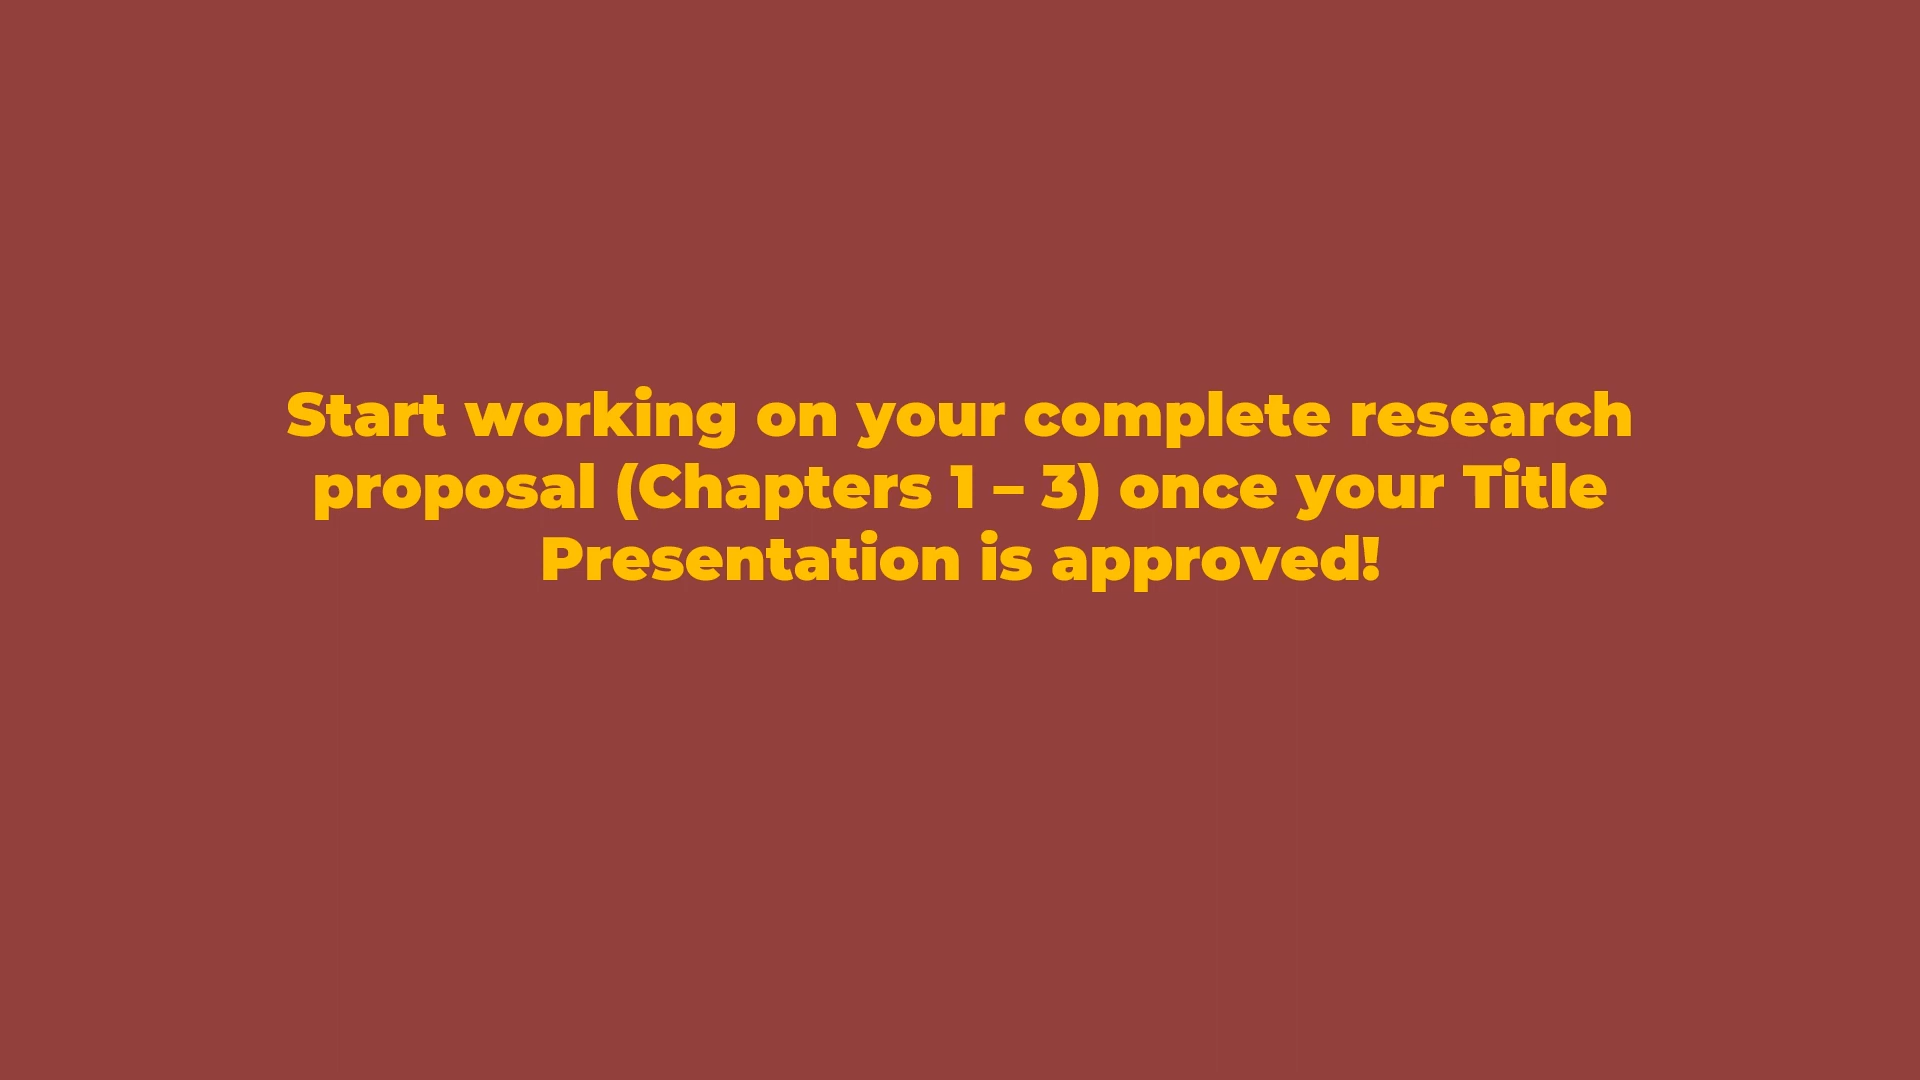 Start working on your complete research
proposal (Chapters 1 – 3) once your Title
Presentation is approved!